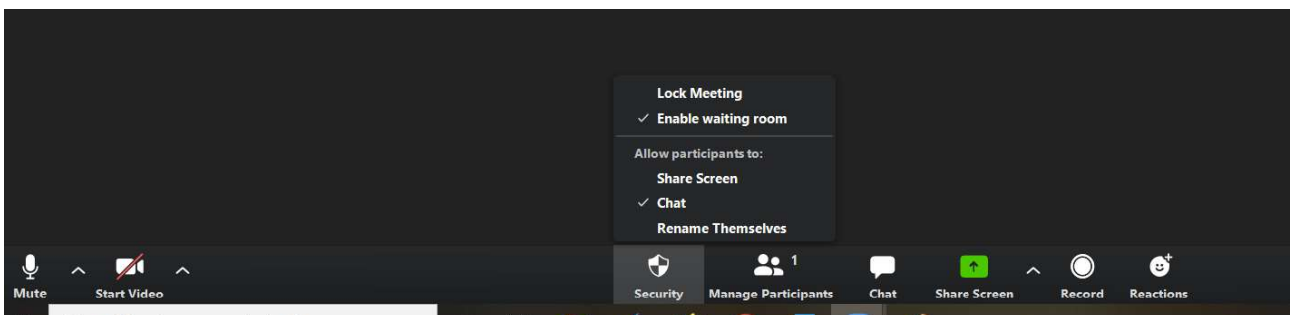 Lock Meeting
✓ Enable waiting room
Allow participants to:
Share Screen
✓ Chat
Rename Themselves
1
Mute Start Video Security Manage Participants Chat Share Screen Record Reactions